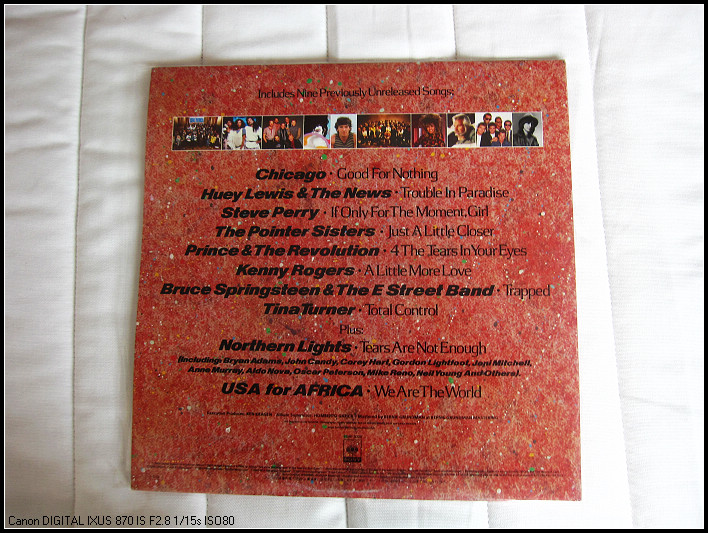 Includes Nine Previously Unreleased Songs:
Chicago · Good For Nothing
Huey Lewis & The News · Trouble In Paradise
Steve Perry · If Only For The Moment, Girl
The Pointer Sisters · Just A Little Closer
Prince & The Revolution · 4 The Tears In Your Eyes
Kenny Rogers · A Little More Love
Bruce Springsteen & The E Street Band · Trapped
Tina Turner · Total Control
Plus:
Northern Lights · Tears Are Not Enough
(Including: Bryan Adams, John Candy, Corey Hart, Gordon Lightfoot, Joni Mitchell,
Anne Murray, Aldo Nova, Oscar Peterson, Mike Reno, Neil Young And Others).
USA for AFRICA · We Are The World
Canon DIGITAL IXUS 870 IS F2.8 1/15s ISO80